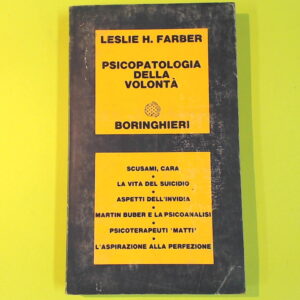 LESLIE H. FARBER
PSICOPATOLOGIA
DELLA
VOLONTÀ
BORINGHIERI
SCUSAMI, CARA
•
LA VITA DEL SUICIDIO
•
ASPETTI DELL'INVIDIA
•
MARTIN BUBER E LA PSICOANALISI
•
PSICOTERAPEUTI 'MATTI'
•
L'ASPIRAZIONE ALLA PERFEZIONE